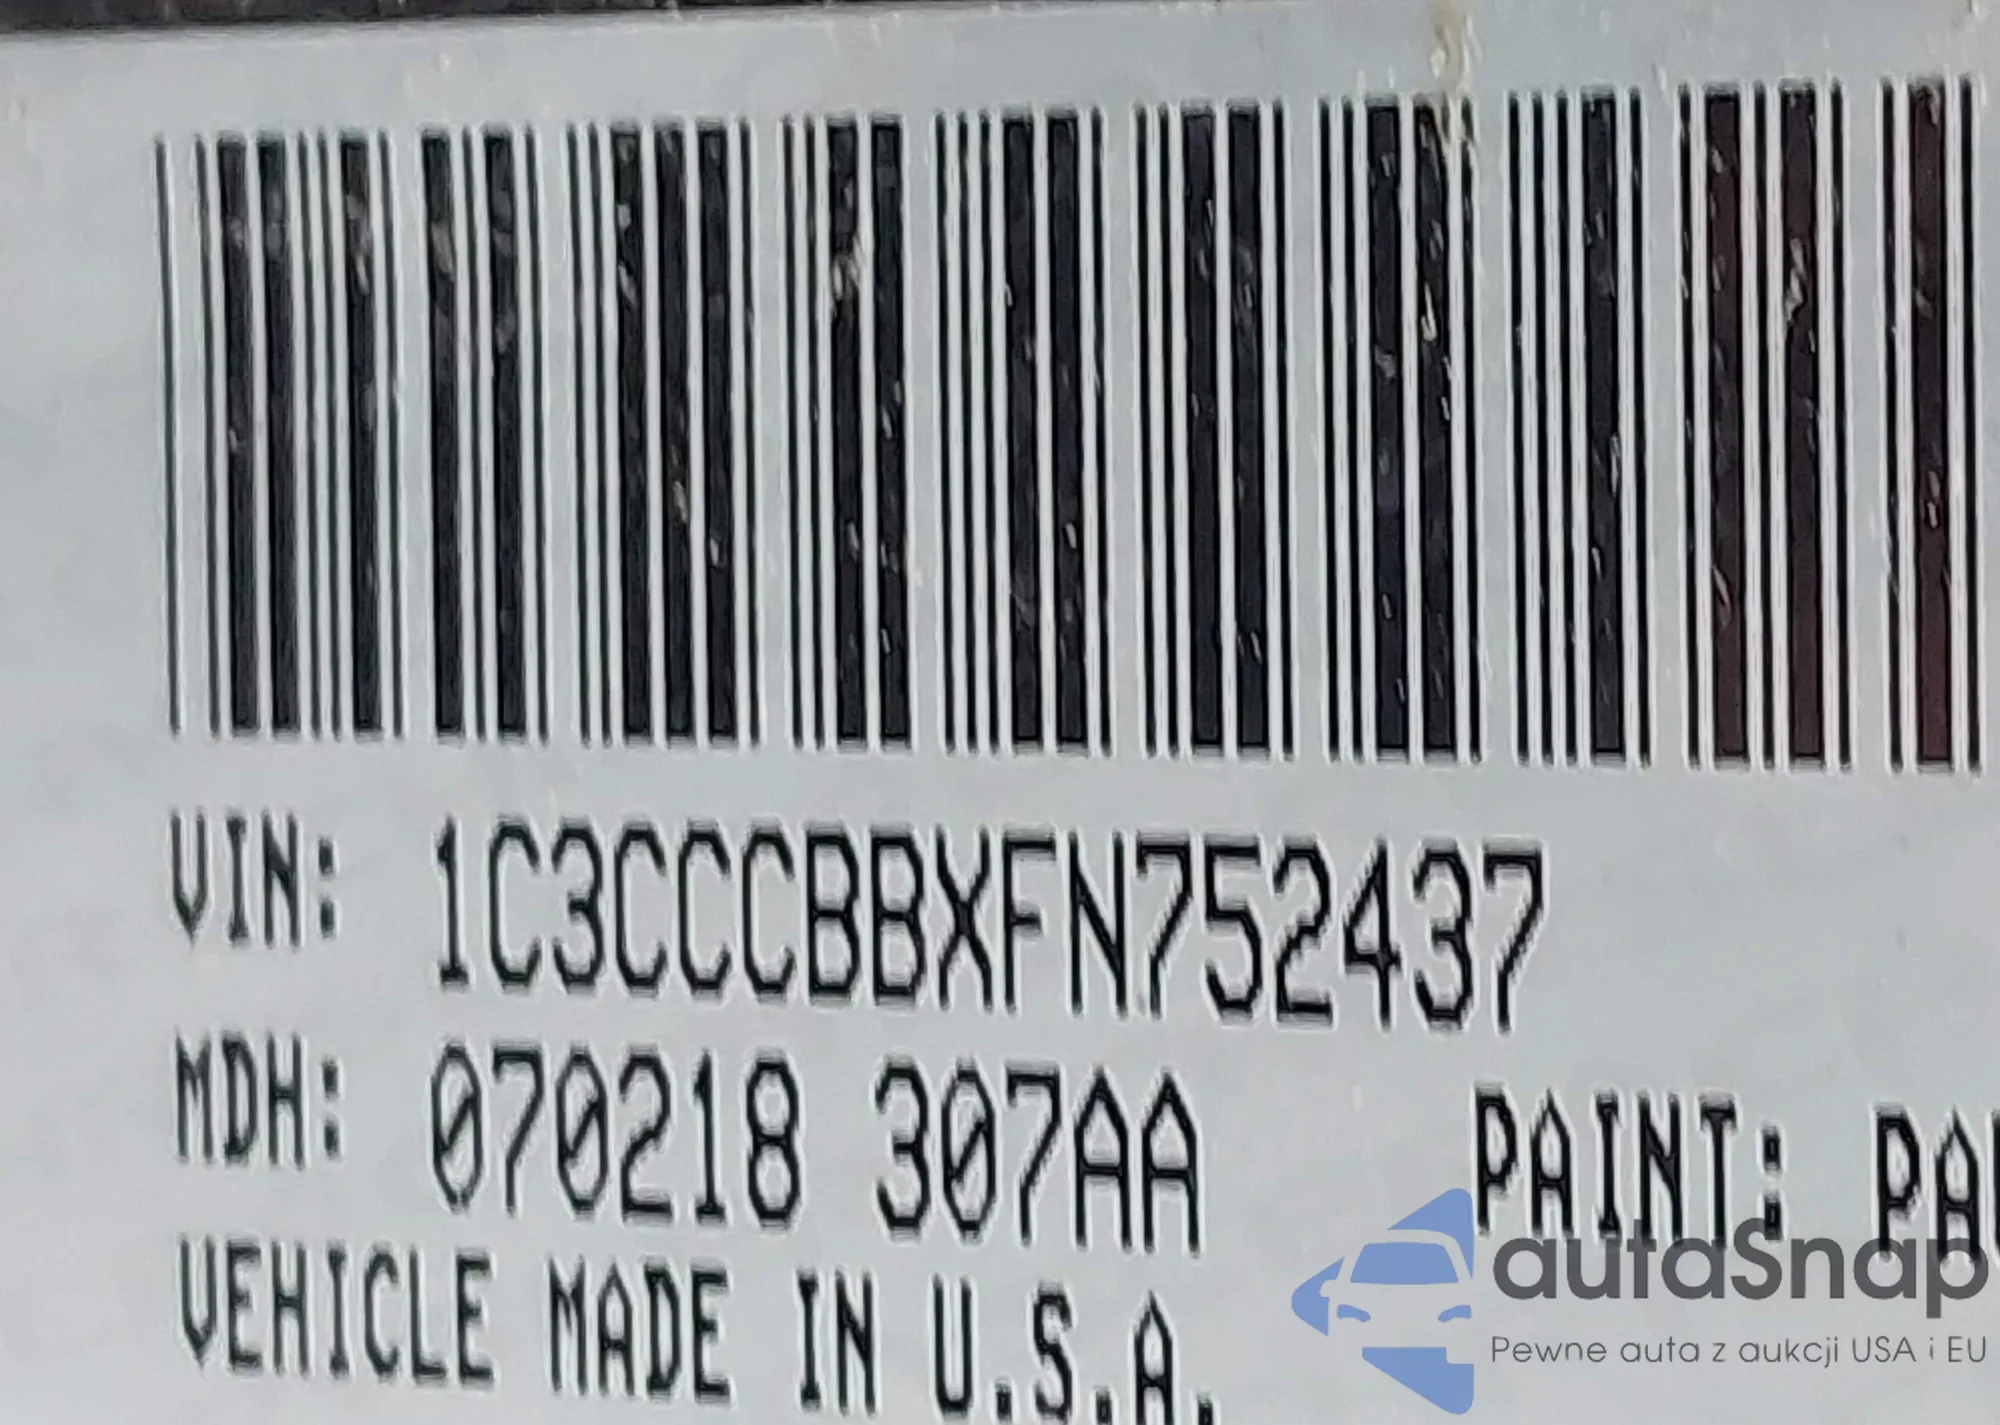 VIN: 1C3CCCBBXFN752437
MDH: 070218 307AA PAINT:
VEHICLE MADE IN U.S.A.
autaSnap
Pewne auta z aukcji USA i EU